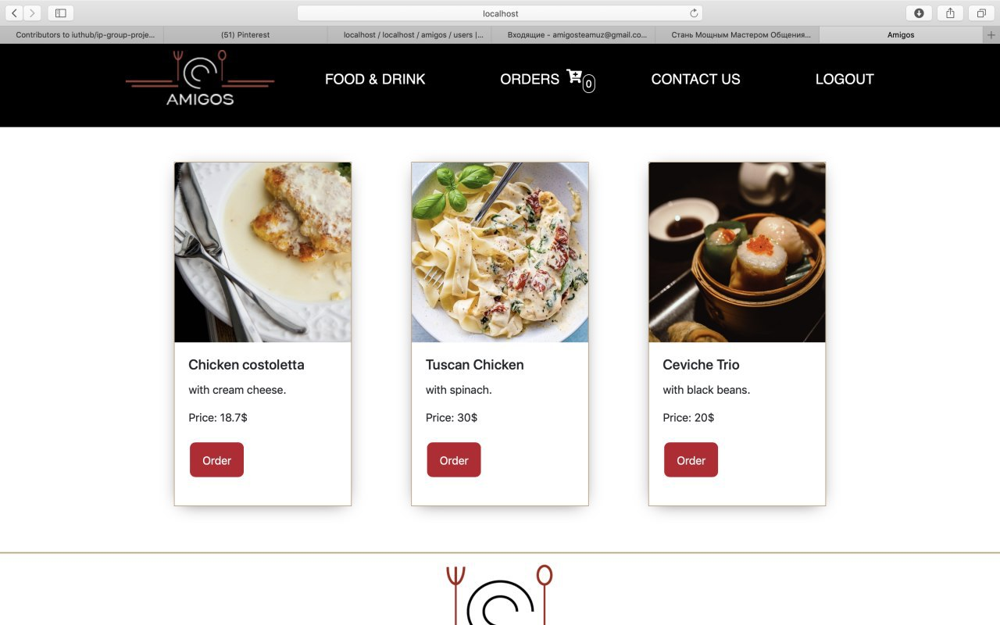 localhost
Contributors to iuthub/ip-group-proje...
(51) Pinterest
localhost / localhost / amigos / users |...
Входящие - amigosteamuz@gmail.co...
Стань Мощным Мастером Общения...
Amigos
AMIGOS
FOOD & DRINK
ORDERS 0
CONTACT US
LOGOUT
Chicken costoletta
with cream cheese.
Price: 18.7$
Order
Tuscan Chicken
with spinach.
Price: 30$
Order
Ceviche Trio
with black beans.
Price: 20$
Order